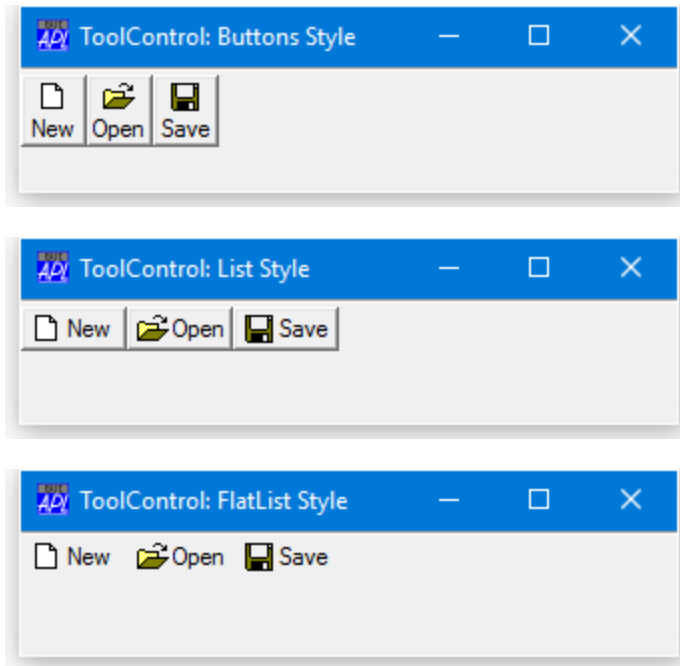 ToolControl: Buttons Style
New Open Save
ToolControl: List Style
New Open Save
ToolControl: FlatList Style
New Open Save